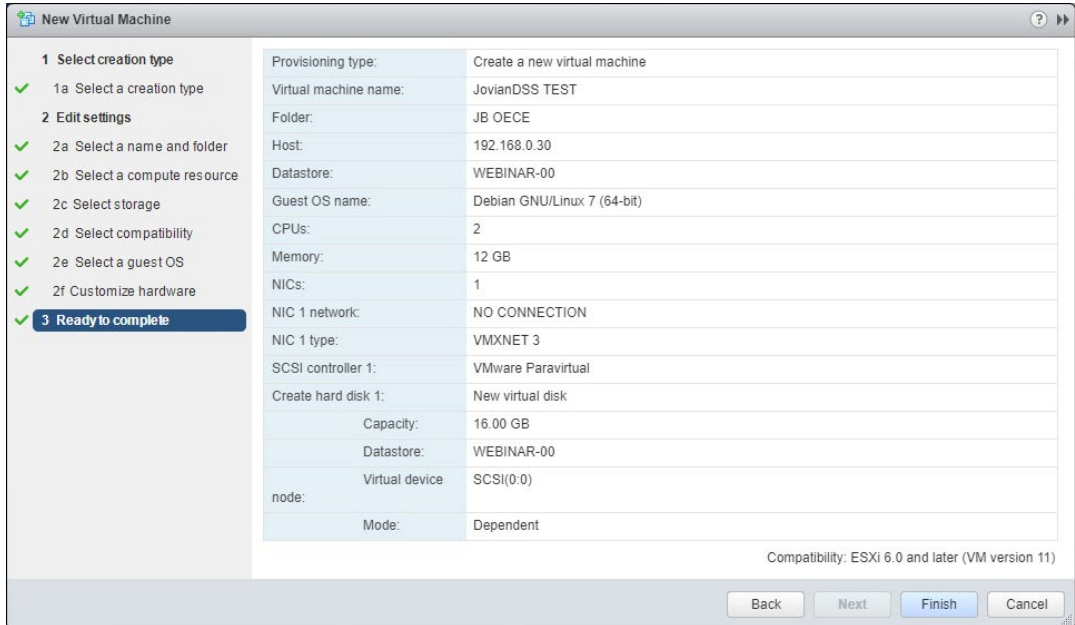 New Virtual Machine
1 Select creation type
1a Select a creation type
2 Edit settings
2a Select a name and folder
2b Select a compute resource
2c Select storage
2d Select compatibility
2e Select a guest OS
2f Customize hardware
3 Ready to complete
Provisioning type: Create a new virtual machine
Virtual machine name: JovianDSS TEST
Folder: JB OECE
Host: 192.168.0.30
Datastore: WEBINAR-00
Guest OS name: Debian GNU/Linux 7 (64-bit)
CPUs: 2
Memory: 12 GB
NICs: 1
NIC 1 network: NO CONNECTION
NIC 1 type: VMXNET 3
SCSI controller 1: VMware Paravirtual
Create hard disk 1: New virtual disk
Capacity: 16.00 GB
Datastore: WEBINAR-00
Virtual device SCSI(0:0)
node:
Mode: Dependent
Compatibility: ESXi 6.0 and later (VM version 11)
Back Next Finish Cancel